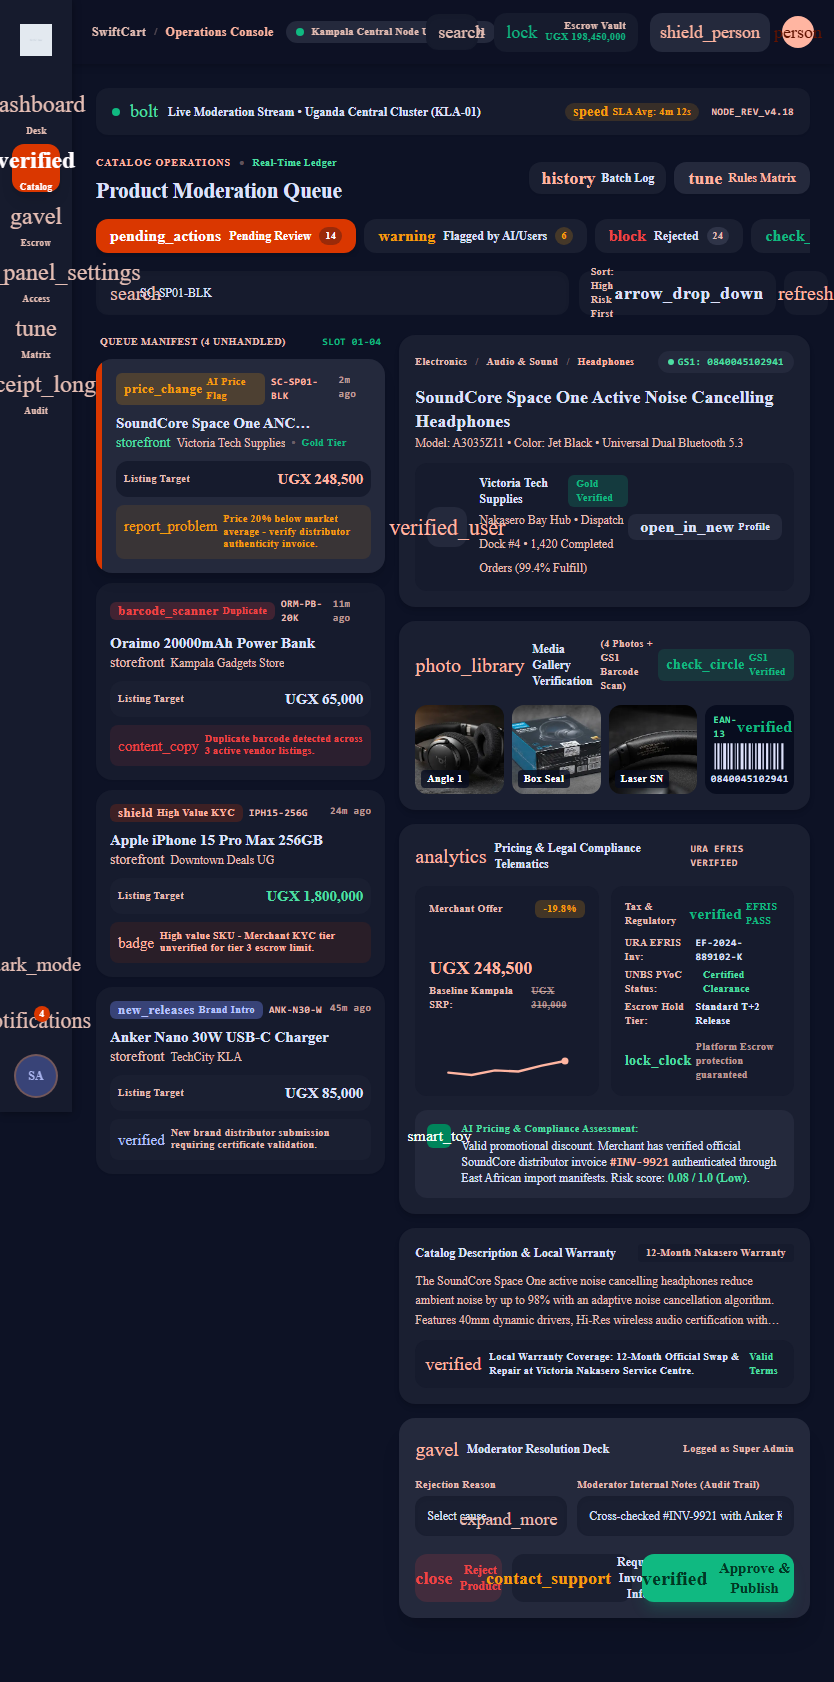 SwiftCart / Operations Console
Kampala Central Node U
search
lock
Escrow Vault
UGX 198,450,000
shield_person
person
ashboard
Desk
verified
Catalog
gavel
Escrow
panel_settings
Access
tune
Matrix
ceipt_long
Audit
ark_mode
otifications
4
SA
bolt Live Moderation Stream • Uganda Central Cluster (KLA-01)
speed SLA Avg: 4m 12s
NODE_REV_v4.18
CATALOG OPERATIONS • Real-Time Ledger
Product Moderation Queue
history Batch Log
tune Rules Matrix
pending_actions Pending Review 14
warning Flagged by AI/Users 6
block Rejected 24
check_
search
SC-SP01-BLK
Sort:
High
Risk
First
arrow_drop_down
refresh
QUEUE MANIFEST (4 UNHANDLED)
SLOT 01-04
price_change AI Price
Flag
SC-SP01-
BLK
2m
ago
SoundCore Space One ANC...
storefront Victoria Tech Supplies • Gold Tier
Listing Target UGX 248,500
report_problem Price 20% below market
average - verify distributor
authenticity invoice.
barcode_scanner Duplicate
ORM-PB-
20K
11m
ago
Oraimo 20000mAh Power Bank
storefront Kampala Gadgets Store
Listing Target UGX 65,000
content_copy Duplicate barcode detected across
3 active vendor listings.
shield High Value KYC IPH15-256G 24m ago
Apple iPhone 15 Pro Max 256GB
storefront Downtown Deals UG
Listing Target UGX 1,800,000
badge High value SKU - Merchant KYC tier
unverified for tier 3 escrow limit.
new_releases Brand Intro ANK-N30-W 45m ago
Anker Nano 30W USB-C Charger
storefront TechCity KLA
Listing Target UGX 85,000
verified New brand distributor submission
requiring certificate validation.
Electronics / Audio & Sound / Headphones
GS1: 0840045102941
SoundCore Space One Active Noise Cancelling
Headphones
Model: A3035Z11 • Color: Jet Black • Universal Dual Bluetooth 5.3
verified_user
Victoria Tech
Supplies
Gold
Verified
Nakasero Bay Hub • Dispatch
Dock #4 • 1,420 Completed
Orders (99.4% Fulfill)
open_in_new Profile
photo_library
Media
Gallery
Verification
(4 Photos +
GS1
Barcode
Scan)
check_circle GS1
Verified
Angle 1
Box Seal
Laser SN
EAN-
13
verified
0840045102941
analytics Pricing & Legal Compliance
Telematics
URA EFRIS
VERIFIED
Merchant Offer -19.8%
UGX 248,500
Baseline Kampala
SRP:
UGX
310,000
Tax &
Regulatory
verified EFRIS
PASS
URA EFRIS
Inv:
EF-2024-
889102-K
UNBS PVoC
Status:
Certified
Clearance
Escrow Hold
Tier:
Standard T+2
Release
lock_clock Platform Escrow
protection
guaranteed
smart_toy
AI Pricing & Compliance Assessment:
Valid promotional discount. Merchant has verified official
SoundCore distributor invoice #INV-9921 authenticated through
East African import manifests. Risk score: 0.08 / 1.0 (Low).
Catalog Description & Local Warranty
12-Month Nakasero Warranty
The SoundCore Space One active noise cancelling headphones reduce
ambient noise by up to 98% with an adaptive noise cancellation algorithm.
Features 40mm dynamic drivers, Hi-Res wireless audio certification with...
verified Local Warranty Coverage: 12-Month Official Swap &
Repair at Victoria Nakasero Service Centre.
Valid
Terms
gavel Moderator Resolution Deck
Logged as Super Admin
Rejection Reason
Select cause
expand_more
Moderator Internal Notes (Audit Trail)
Cross-checked #INV-9921 with Anker K
close Reject
Product
contact_support
Requ
Invo
Inf
verified Approve &
Publish